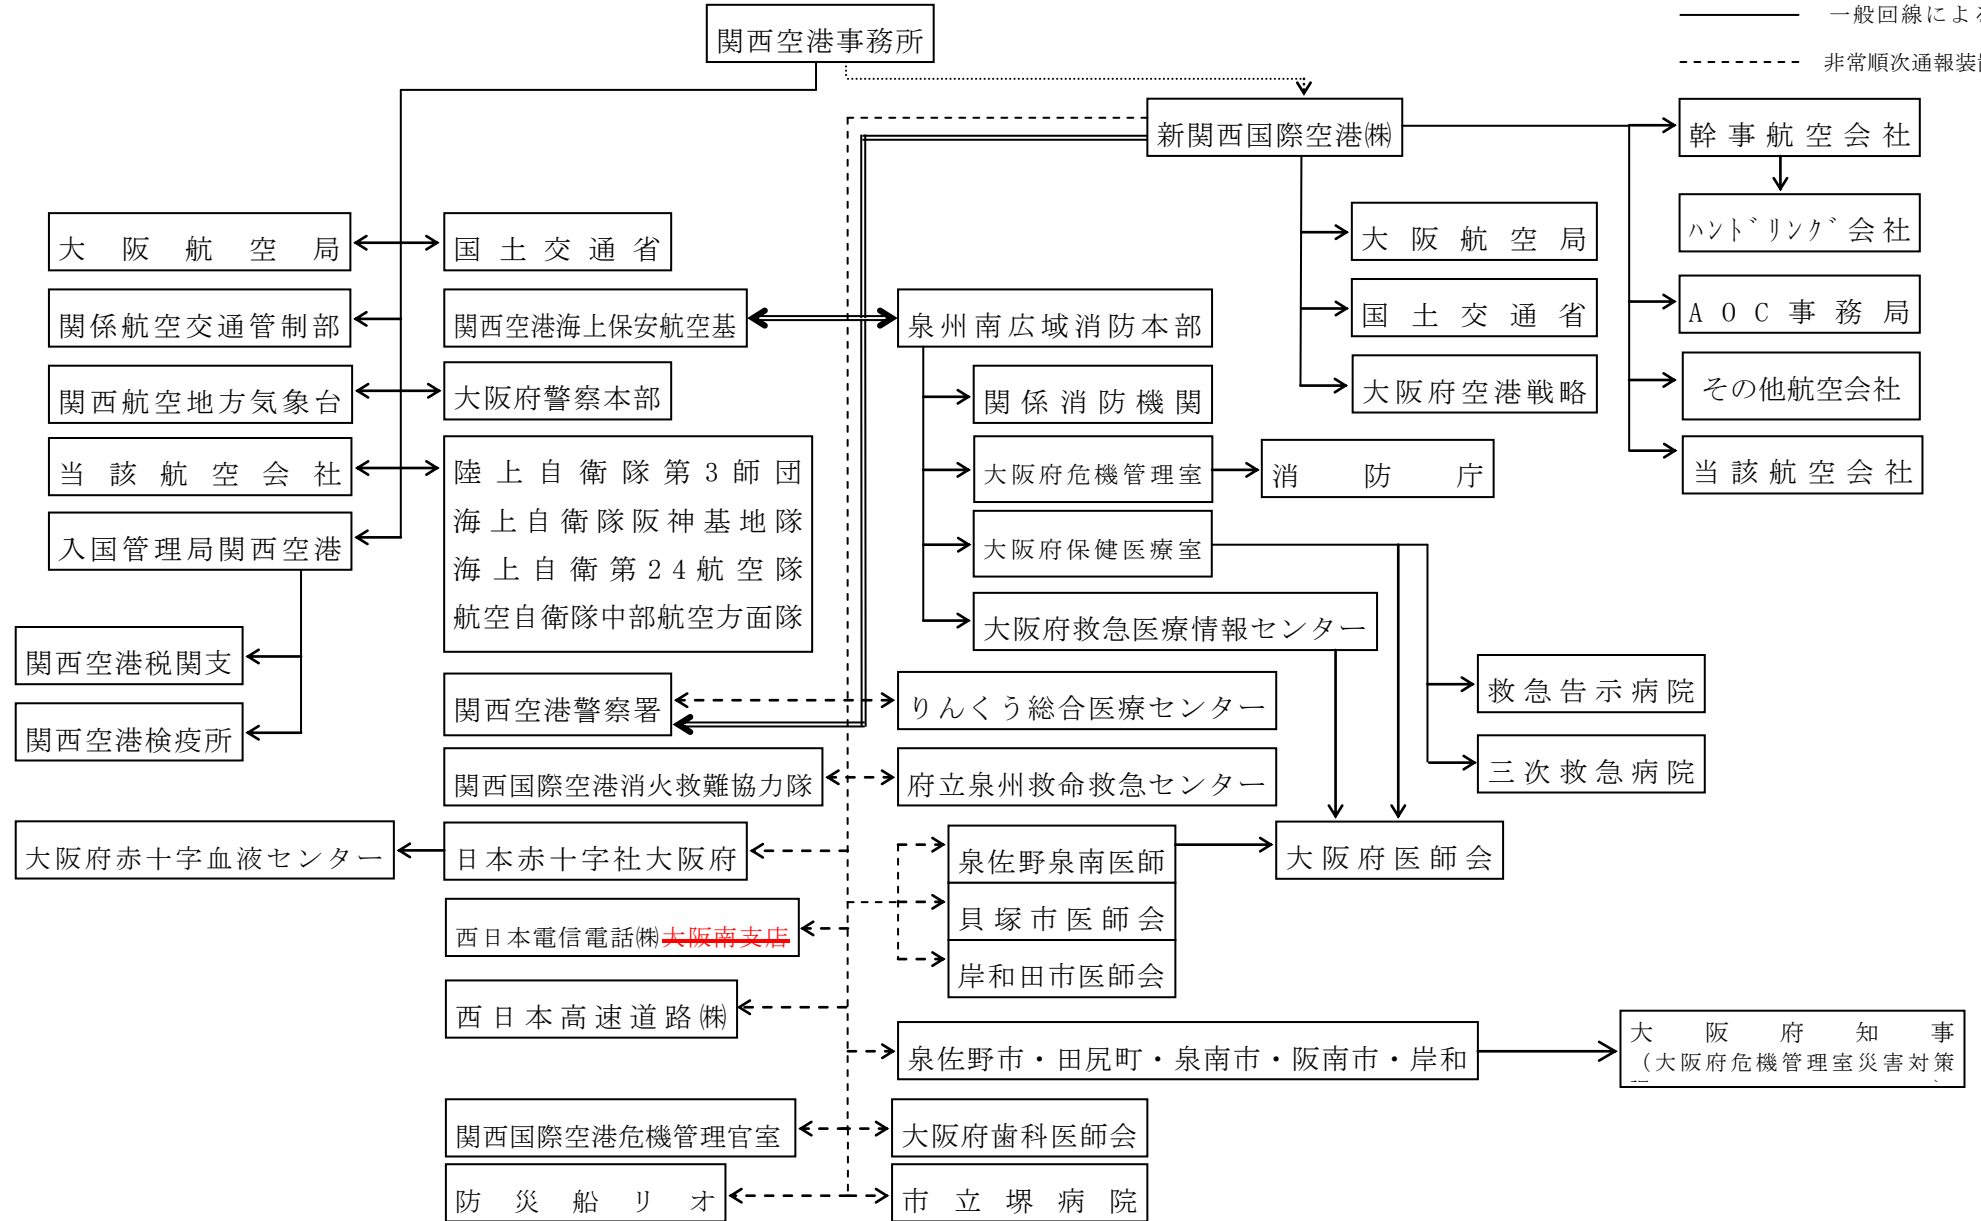 一般回線による
関西空港事務所
非常順次通報装
新関西国際空港㈱
幹事航空会社
ﾊﾝﾄﾞﾘﾝｸﾞ会社
大阪航空局
国土交通省
大阪航空局
関係航空交通管制部
関西空港海上保安航空基
泉州南広域消防本部
国土交通省
AOC事務局
関西航空地方気象台
大阪府警察本部
関係消防機関
大阪府空港戦略
その他航空会社
当該航空会社
陸上自衛隊第3師団
海上自衛隊阪神基地隊
海上自衛第24航空隊
航空自衛隊中部航空方面隊
大阪府危機管理室
消防庁
当該航空会社
入国管理局関西空港
大阪府保健医療室
大阪府救急医療情報センター
関西空港税関支
関西空港警察署
りんくう総合医療センター
救急告示病院
関西空港検疫所
関西国際空港消火救難協力隊
府立泉州救命救急センター
三次救急病院
大阪府赤十字血液センター
日本赤十字社大阪府
泉佐野泉南医師
大阪府医師会
貝塚市医師会
西日本電信電話㈱大阪南支店
岸和田市医師会
西日本高速道路㈱
泉佐野市・田尻町・泉南市・阪南市・岸和
大阪府知事
（大阪府危機管理室災害対策
関西国際空港危機管理官室
大阪府歯科医師会
防災船リオ
市立堺病院